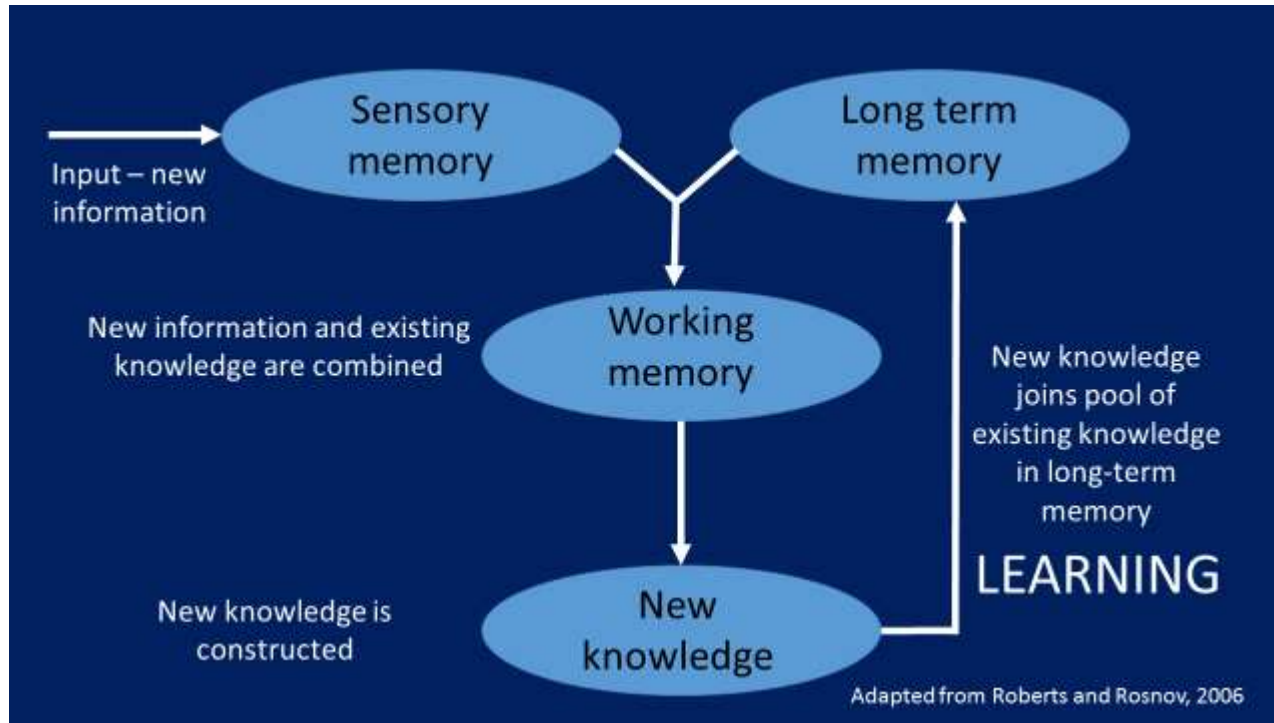 Sensory
memory
Long term
memory
Input – new
information
New information and existing
knowledge are combined
Working
memory
New knowledge
joins pool of
existing knowledge
in long-term
memory
LEARNING
New knowledge is
constructed
New
knowledge
Adapted from Roberts and Rosnov, 2006